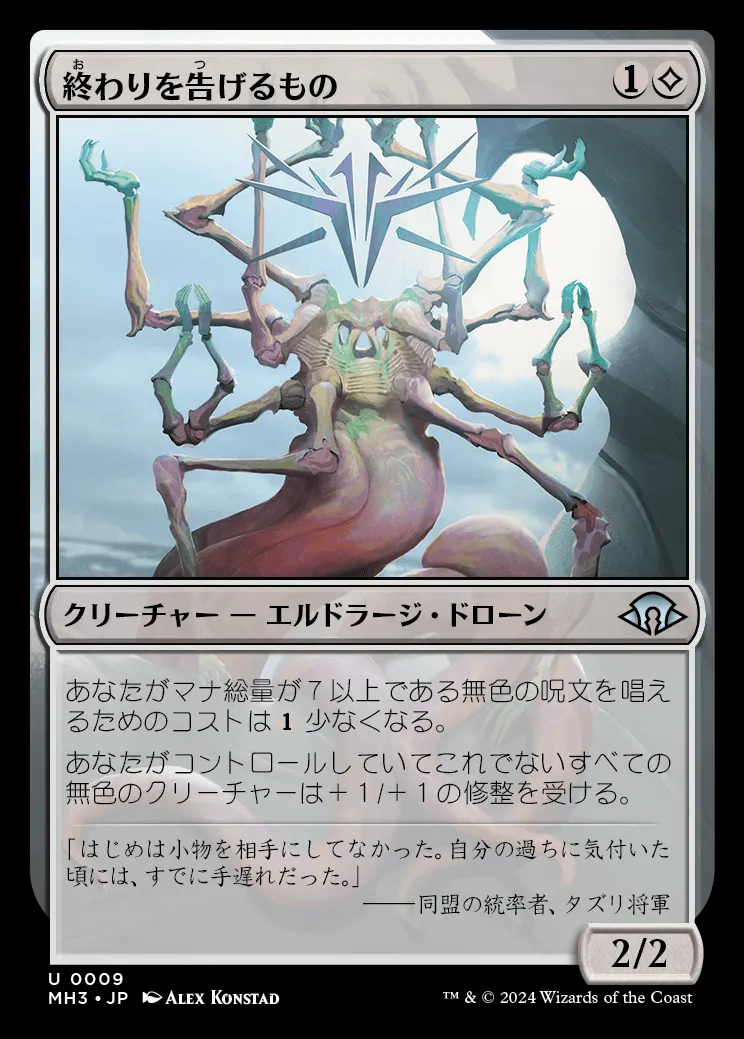 終わりを告げるもの 1
クリーチャー — エルドラージ・ドローン
あなたがマナ総量が７以上である無色の呪文を唱え
るためのコストは 1 少なくなる。
あなたがコントロールしていてこれでないすべての
無色のクリーチャーは＋１/＋１の修整を受ける。
「はじめは小物を相手にしてなかった。自分の過ちに気付いた
頃には、すでに手遅れだった。」
——同盟の統率者、タズリ将軍
2/2
U 0009
MH3 • JP ALEX KONSTAD
™ & © 2024 Wizards of the Coast